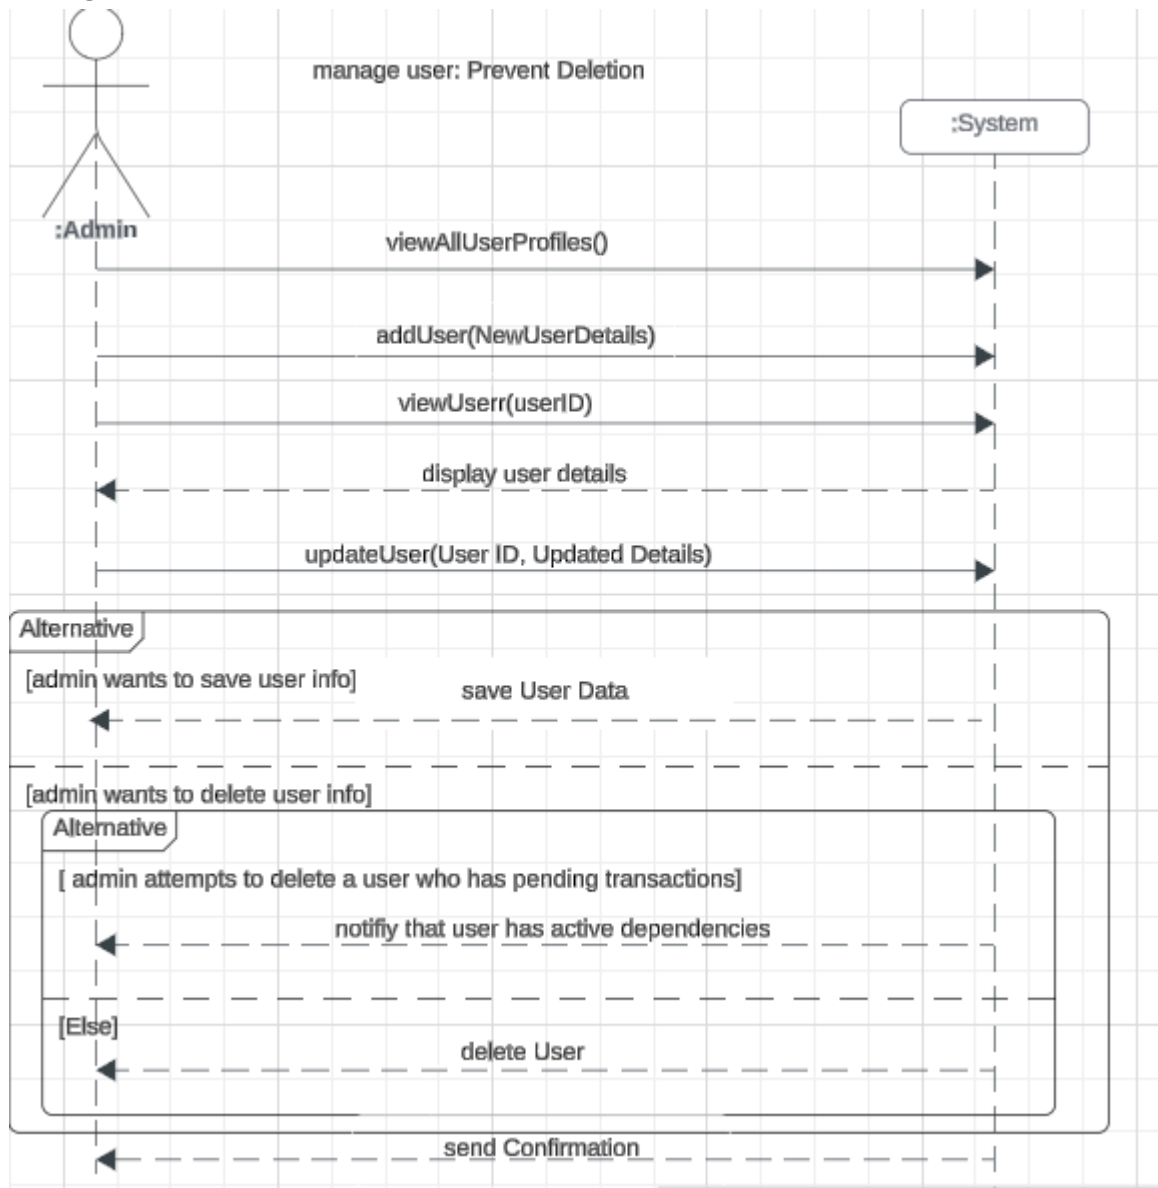 manage user: Prevent Deletion
:System
:Admin
viewAllUserProfiles()
addUser(NewUserDetails)
viewUserr(userID)
display user details
updateUser(User ID, Updated Details)
Alternative
[admin wants to save user info]
save User Data
[admin wants to delete user info]
Alternative
[ admin attempts to delete a user who has pending transactions]
notifiy that user has active dependencies
[Else]
delete User
send Confirmation